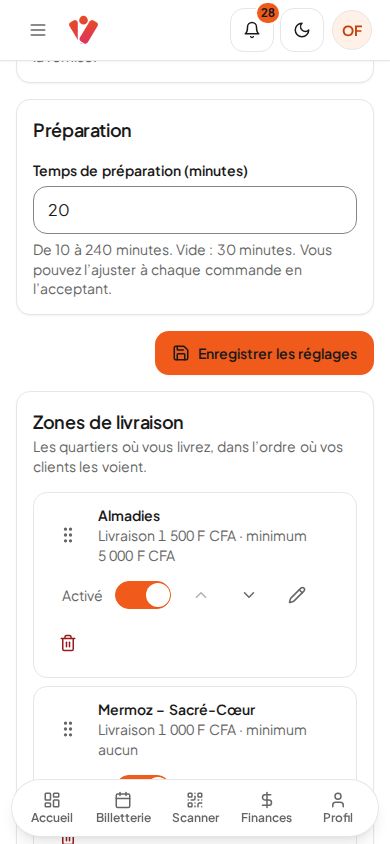 28
OF
Préparation
Temps de préparation (minutes)
20
De 10 à 240 minutes. Vide : 30 minutes. Vous
pouvez l'ajuster à chaque commande en
l'acceptant.
Enregistrer les réglages
Zones de livraison
Les quartiers où vous livrez, dans l'ordre où vos
clients les voient.
Almadies
Livraison 1 500 F CFA · minimum
5 000 F CFA
Activé
Mermoz – Sacré-Cœur
Livraison 1 000 F CFA · minimum
aucun
Accueil
Billetterie
Scanner
Finances
Profil